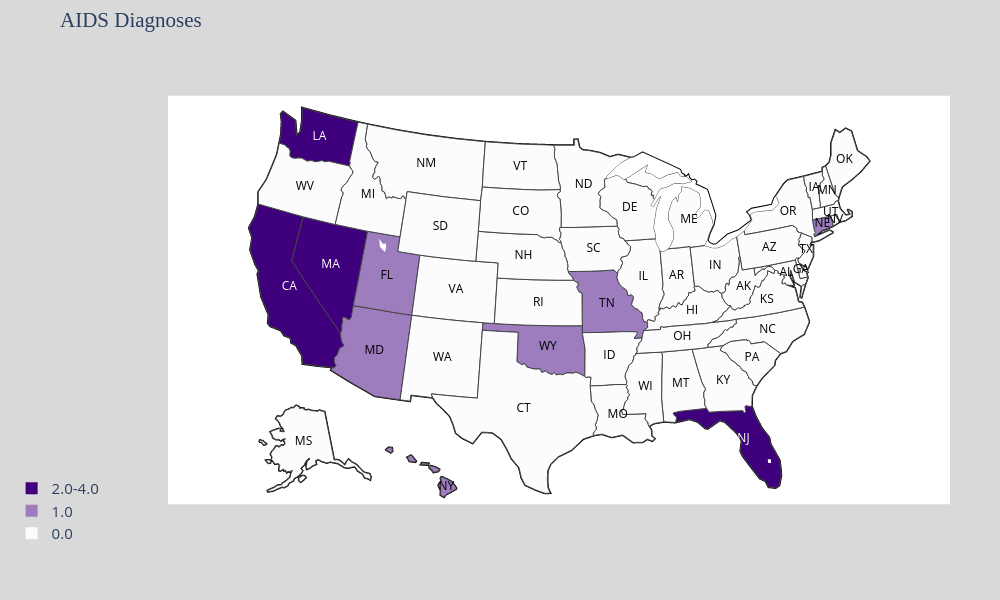 AIDS Diagnoses
LA
OK
NM
VT
WV
MI
ND
IA
MN
DE
CO
OR
UT
ME
NE
SD
SC
AZ
TX
NH
MA
IN
GA
FL
IL
AR
AL
CA
VA
AK
KS
RI
TN
HI
NC
OH
WY
MD
ID
WA
PA
KY
MT
WI
CT
MO
NJ
MS
NY
2.0-4.0
1.0
0.0